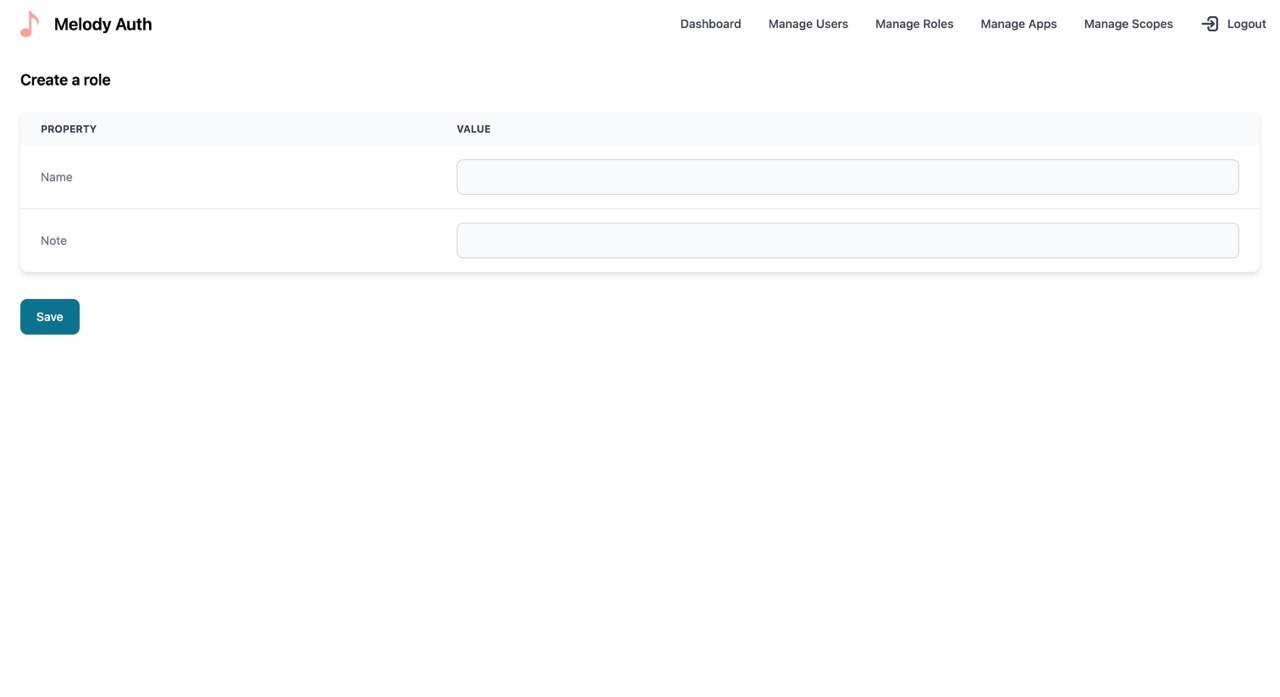 Melody Auth
Dashboard Manage Users Manage Roles Manage Apps Manage Scopes Logout
Create a role
PROPERTY VALUE
Name
Note
Save